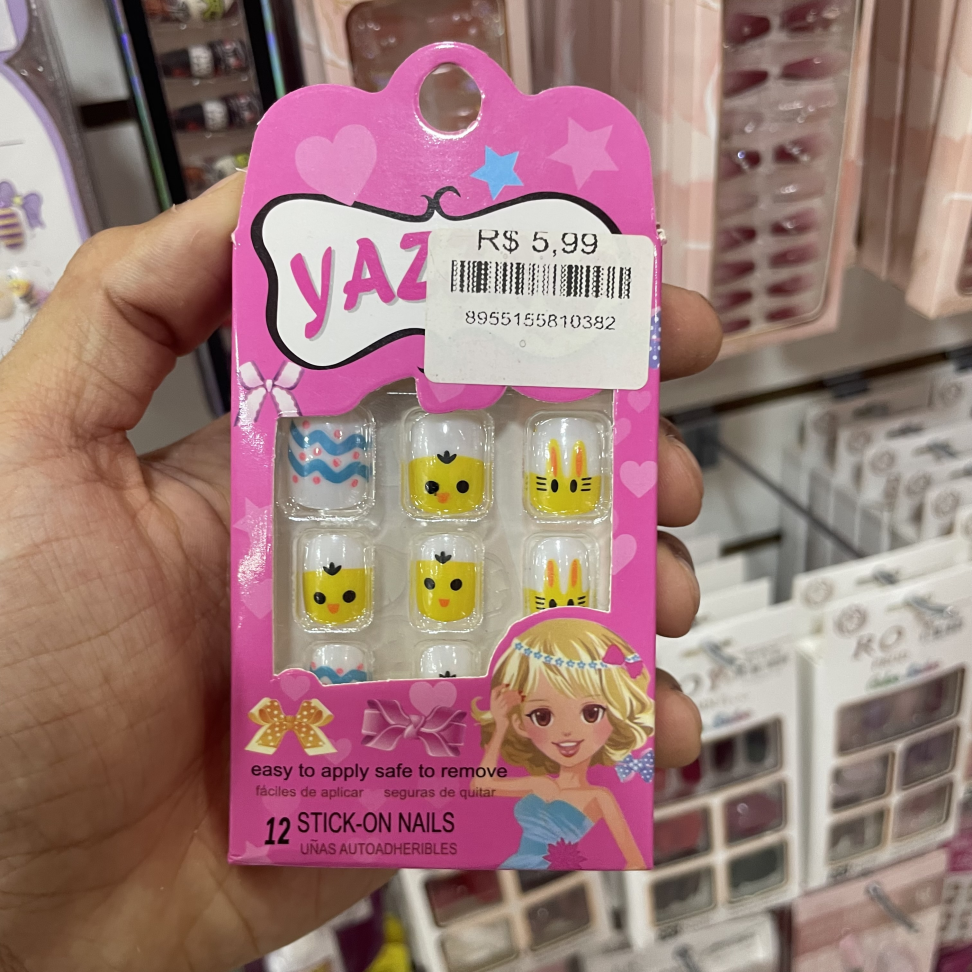 YAZ
R$ 5,99
8955155810382
easy to apply safe to remove
fáciles de aplicar seguras de quitar
12 STICK-ON NAILS
UÑAS AUTOADHERIBLES
RO